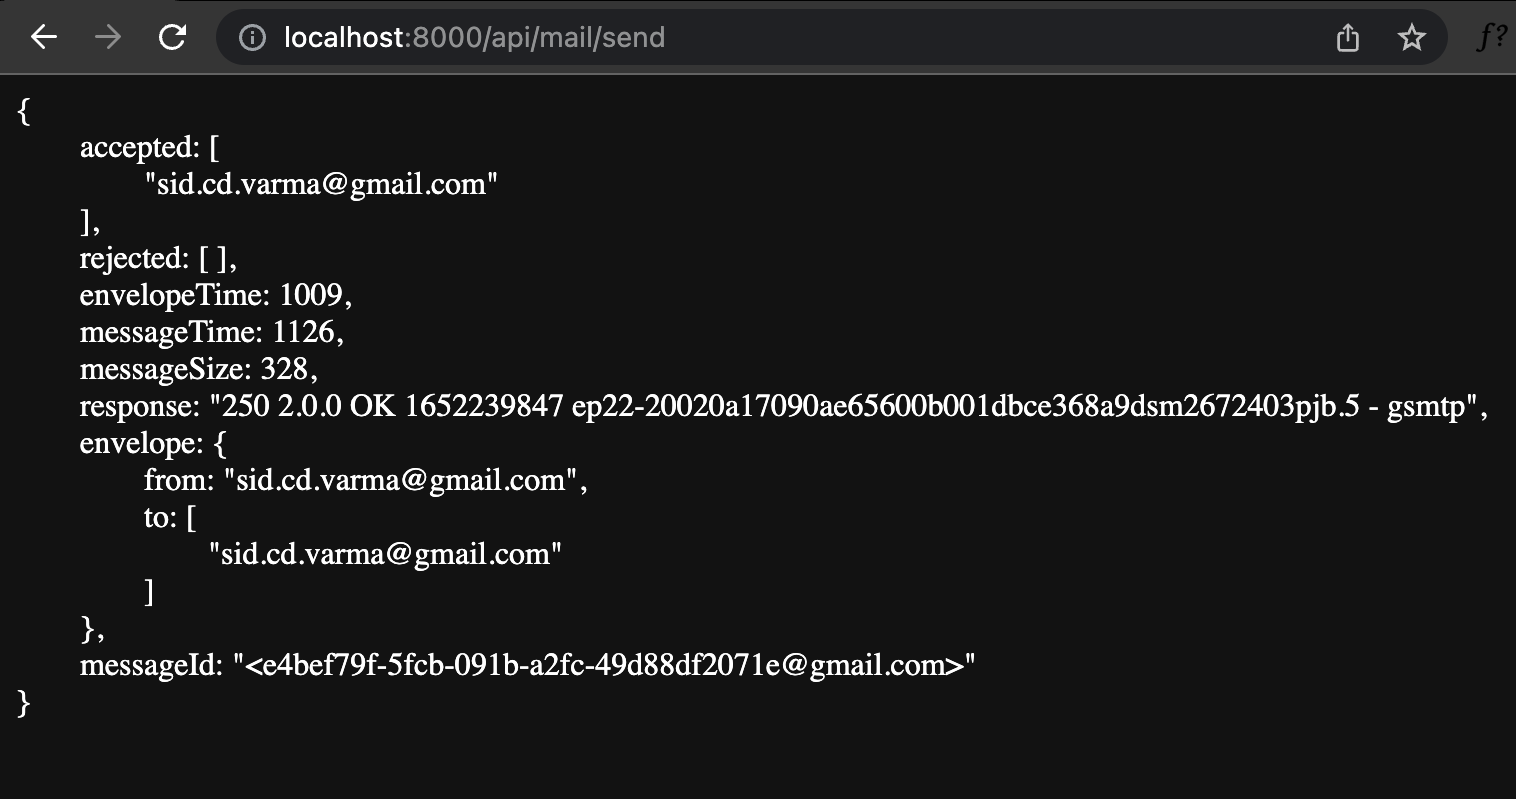 localhost:8000/api/mail/send
f?
{
accepted: [
"sid.cd.varma@gmail.com"
],
rejected: [ ],
envelopeTime: 1009,
messageTime: 1126,
messageSize: 328,
response: "250 2.0.0 OK 1652239847 ep22-20020a17090ae65600b001dbce368a9dsm2672403pjb.5 - gsmtp",
envelope: {
from: "sid.cd.varma@gmail.com",
to: [
"sid.cd.varma@gmail.com"
]
},
messageId: "<e4bef79f-5fcb-091b-a2fc-49d88df2071e@gmail.com>"
}